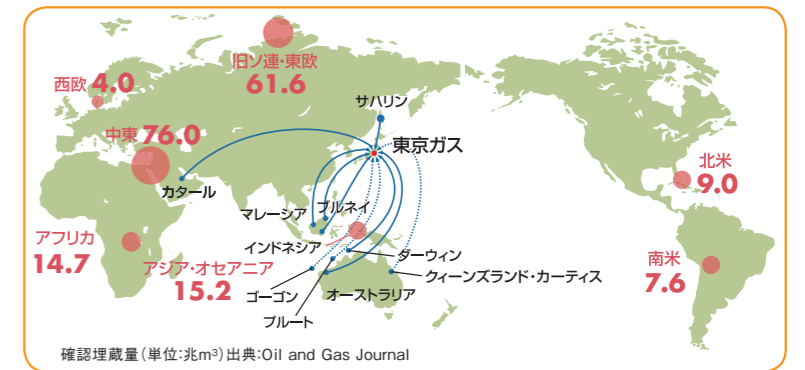 旧ソ連・東欧
61.6
西欧 4.0
サハリン
中東 76.0
東京ガス
カタール
北米
9.0
マレーシア
ブルネイ
アフリカ
14.7
インドネシア
ダーウィン
アジア・オセアニア
15.2
クィーンズランド・カーティス
南米
7.6
ゴーゴン
オーストラリア
プルート
確認埋蔵量(単位:兆m³)出典:Oil and Gas Journal